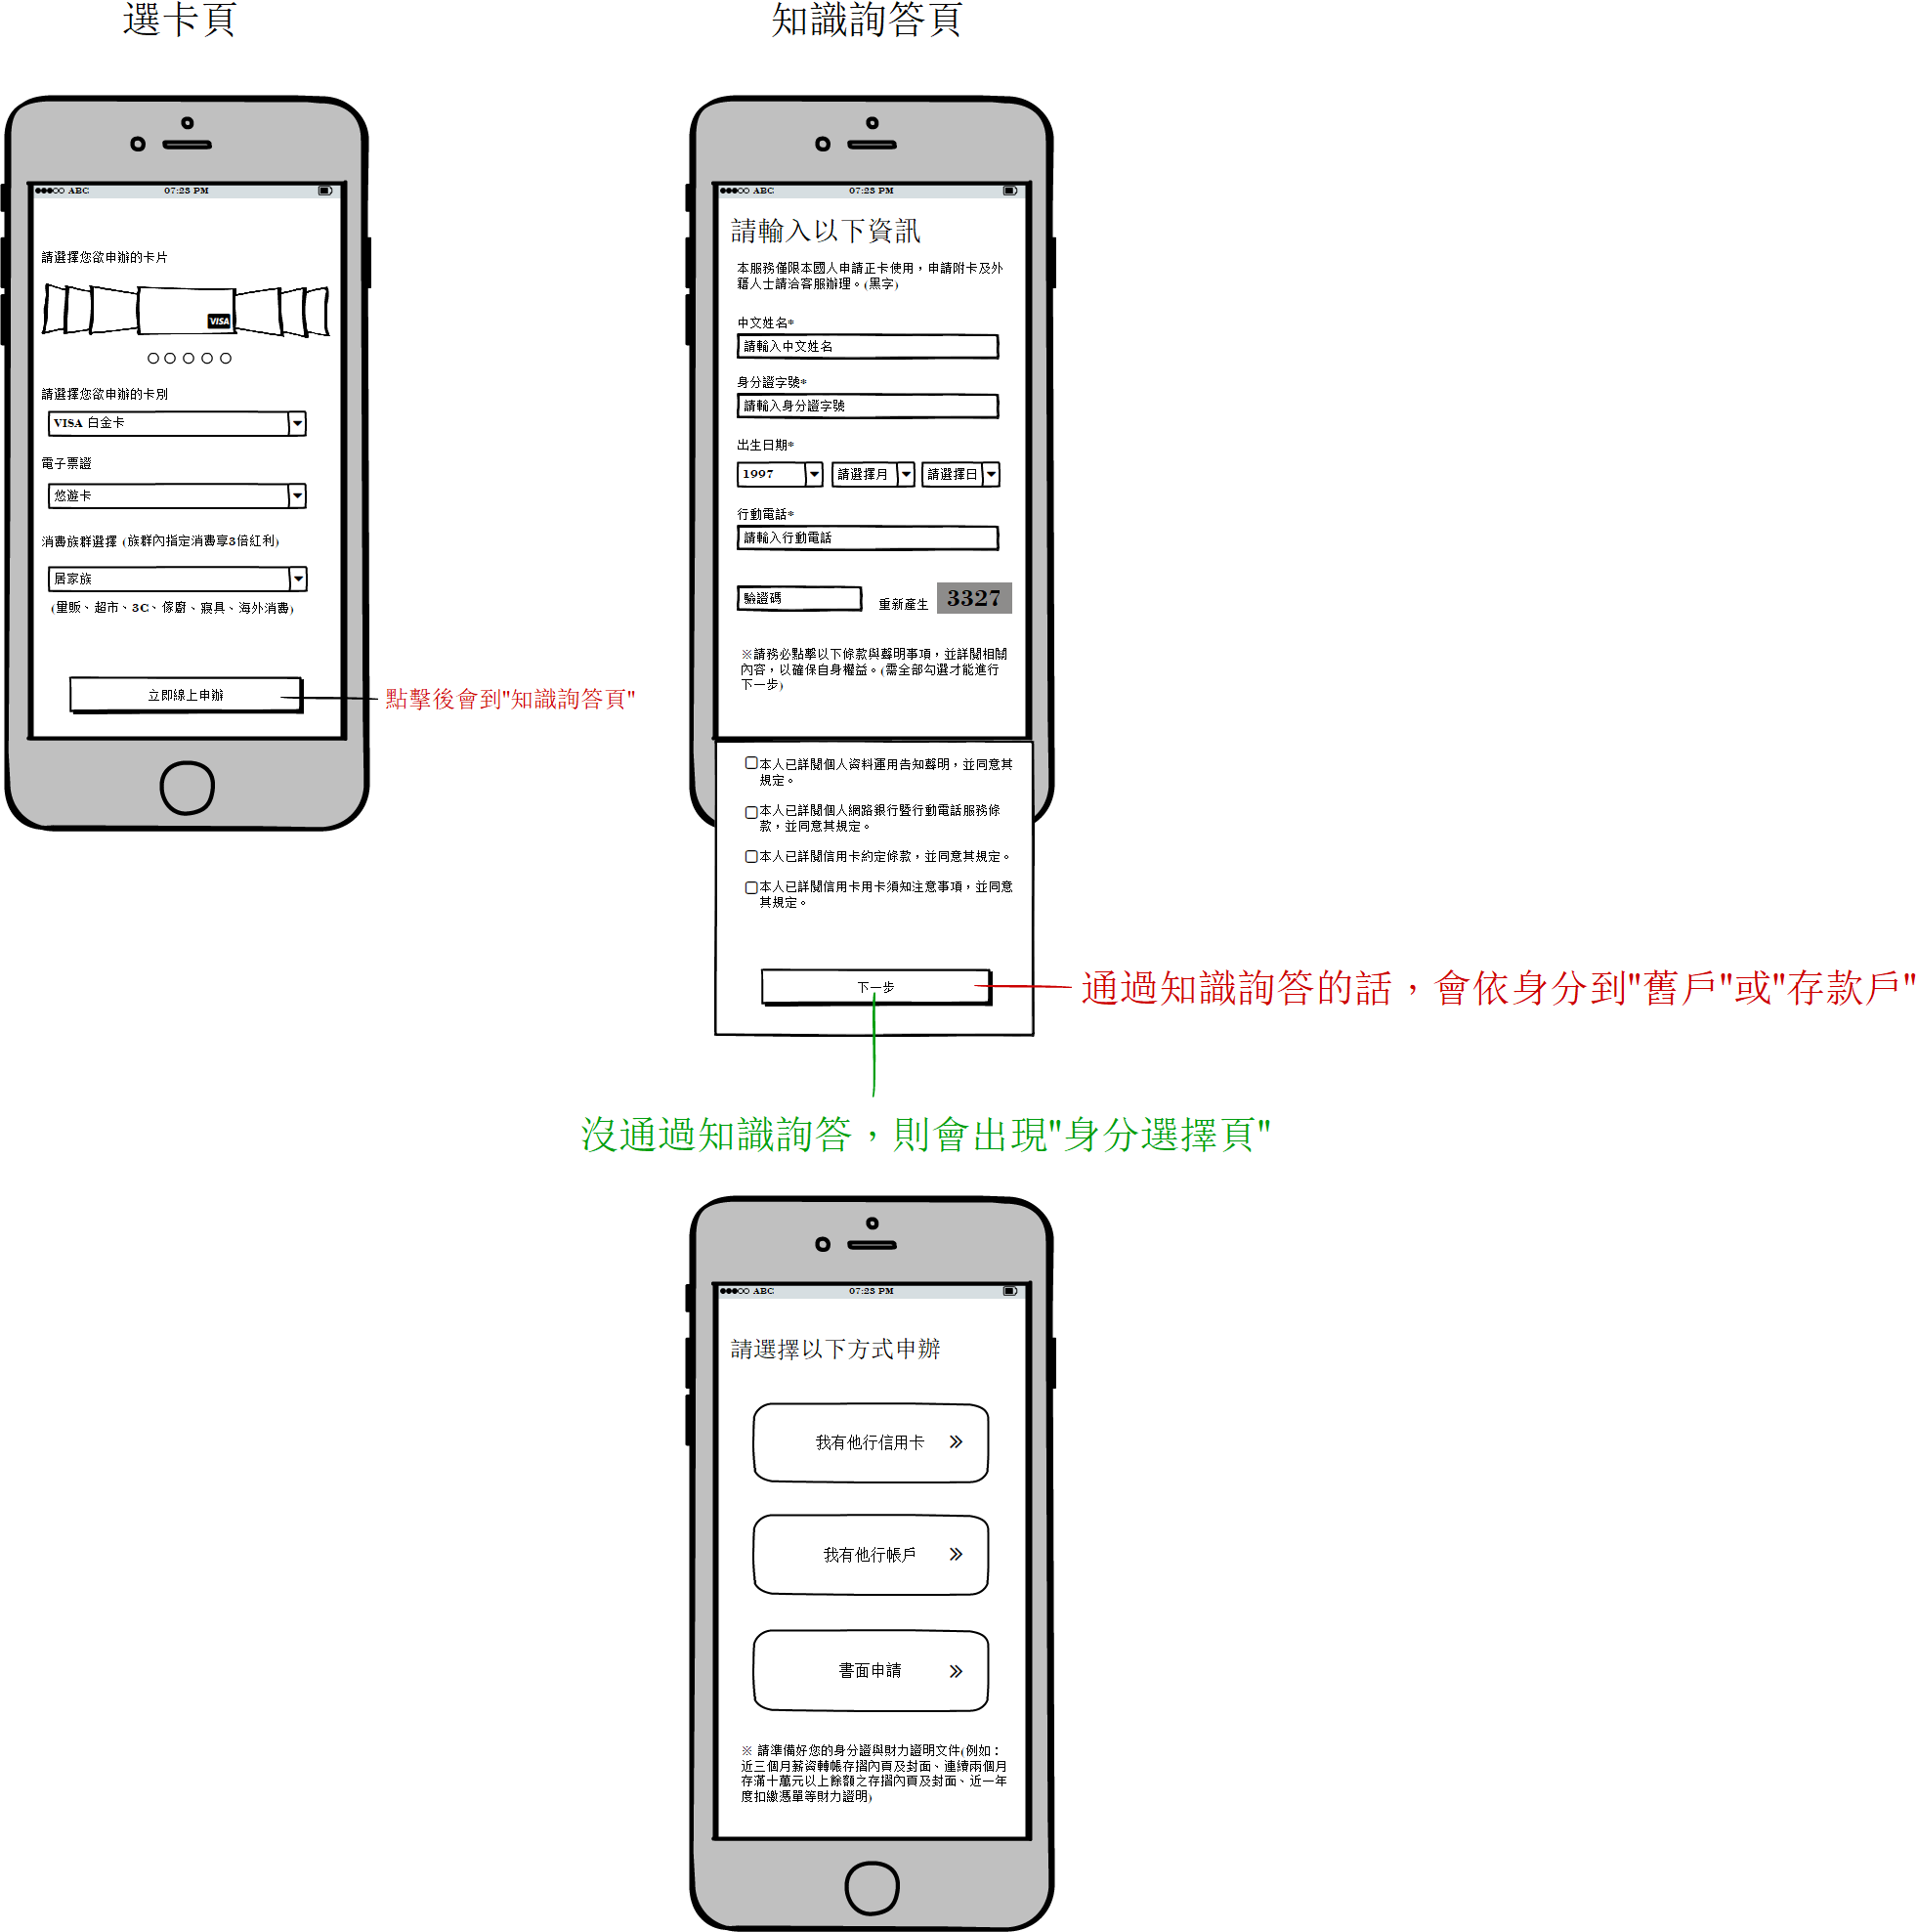 選卡頁
知識詢答頁
ABC 07:23 PM
請選擇您欲申辦的卡片
VISA
請選擇您欲申辦的卡別
VISA 白金卡
電子票證
悠遊卡
消費族群選擇 (族群內指定消費享3倍紅利)
居家族
(量販、超市、3C、傢廚、寢具、海外消費)
立即線上申辦
點擊後會到"知識詢答頁"
ABC 07:23 PM
請輸入以下資訊
本服務僅限本國人申請正卡使用，申請附卡及外
籍人士請洽客服辦理。(黑字)
中文姓名*
請輸入中文姓名
身分證字號*
請輸入身分證字號
出生日期*
1997 請選擇月 請選擇日
行動電話*
請輸入行動電話
驗證碼 重新產生 3327
※請務必點擊以下條款與聲明事項，並詳閱相關
內容，以確保自身權益。(需全部勾選才能進行
下一步)
本人已詳閱個人資料運用告知聲明，並同意其
規定。
本人已詳閱個人網路銀行暨行動電話服務條
款，並同意其規定。
本人已詳閱信用卡約定條款，並同意其規定。
本人已詳閱信用卡用卡須知注意事項，並同意
其規定。
下一步
通過知識詢答的話，會依身分到"舊戶"或"存款戶"
沒通過知識詢答，則會出現"身分選擇頁"
ABC 07:23 PM
請選擇以下方式申辦
我有他行信用卡 »
我有他行帳戶 »
書面申請 »
※ 請準備好您的身分證與財力證明文件(例如：
近三個月薪資轉帳存摺內頁及封面、連續兩個月
存滿十萬元以上餘額之存摺內頁及封面、近一年
度扣繳憑單等財力證明)